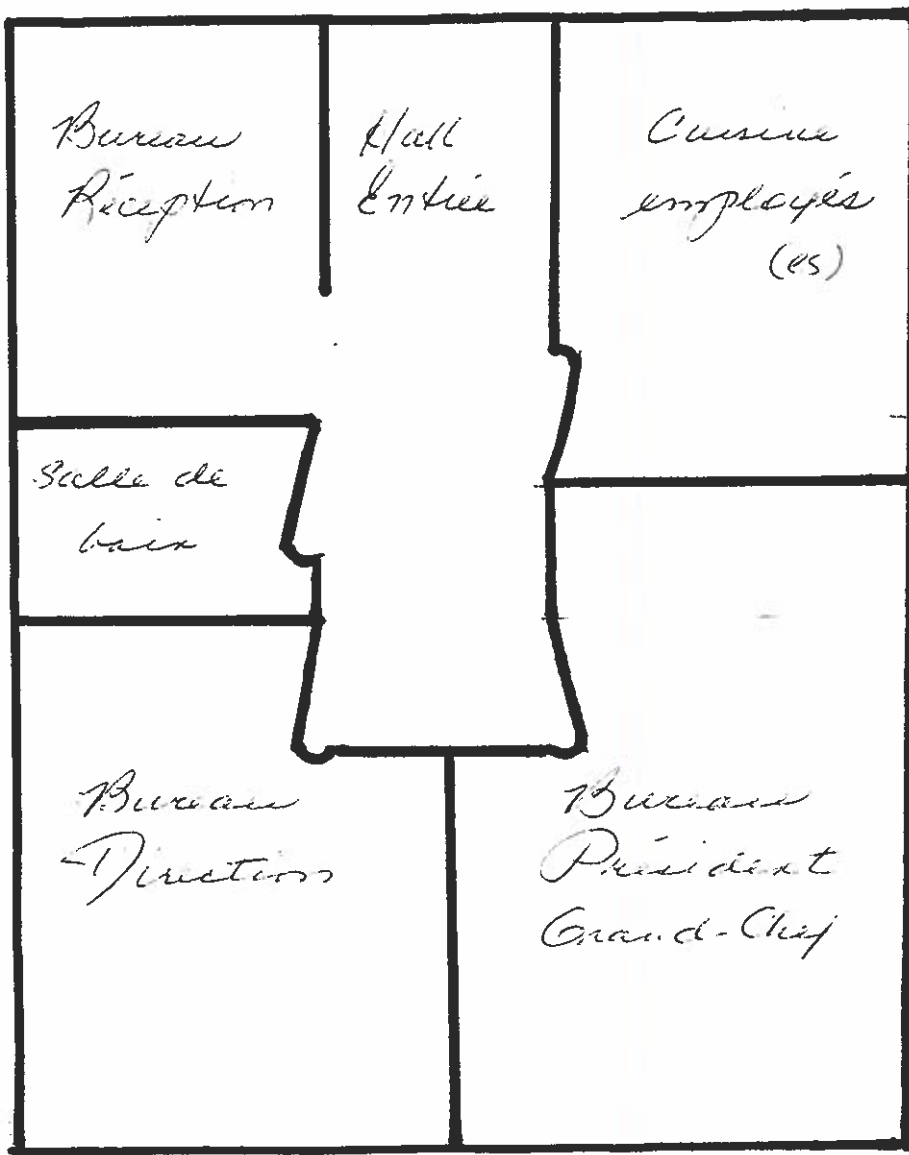 Bureau
Réception
Hall
Entrée
Cuisine
employés
(es)
Salle de
bain
Bureau
Direction
Bureau
Président
Grand-Chef